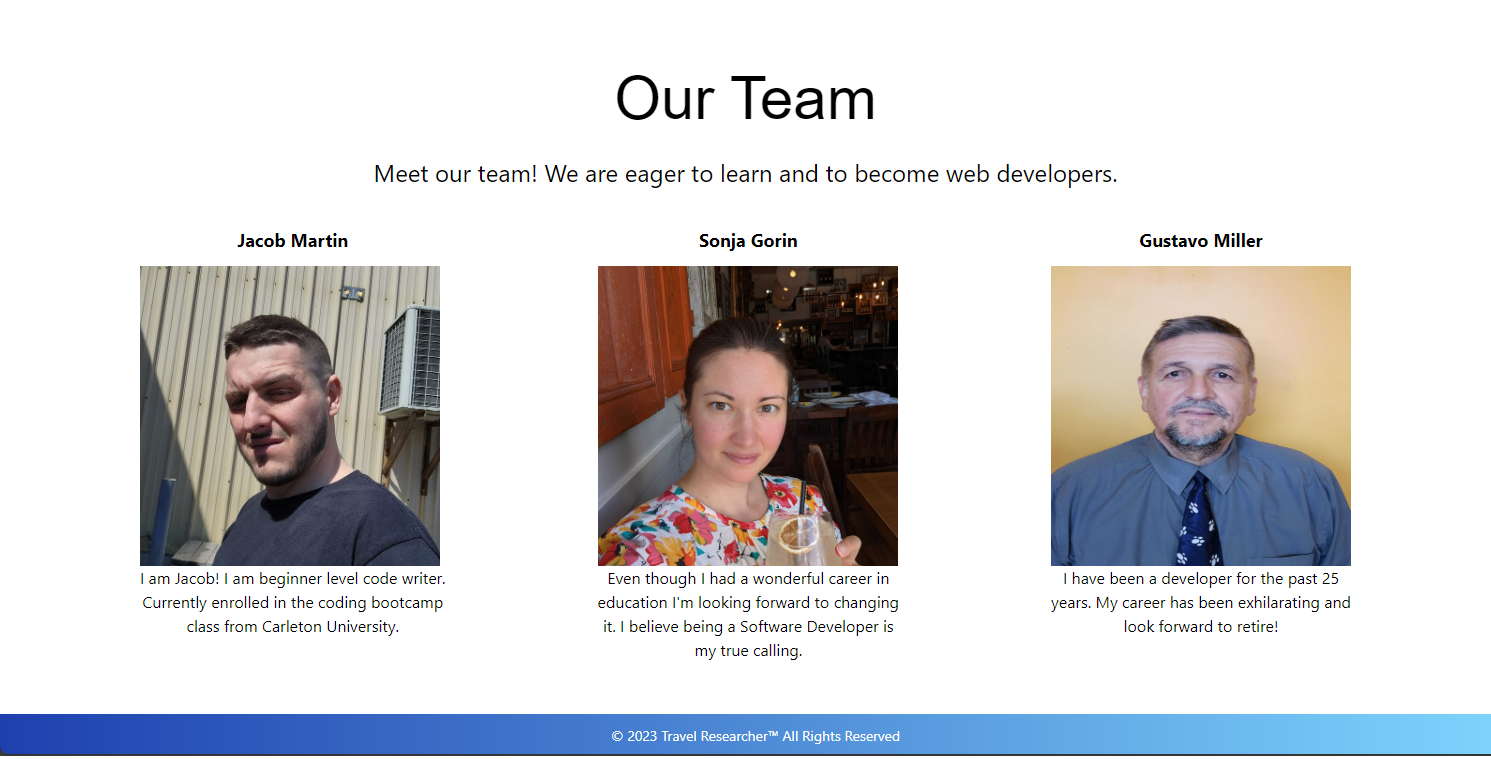 Our Team
Meet our team! We are eager to learn and to become web developers.
Jacob Martin
I am Jacob! I am beginner level code writer.
Currently enrolled in the coding bootcamp
class from Carleton University.
Sonja Gorin
Even though I had a wonderful career in
education I'm looking forward to changing
it. I believe being a Software Developer is
my true calling.
Gustavo Miller
I have been a developer for the past 25
years. My career has been exhilarating and
look forward to retire!
© 2023 Travel Researcher™ All Rights Reserved